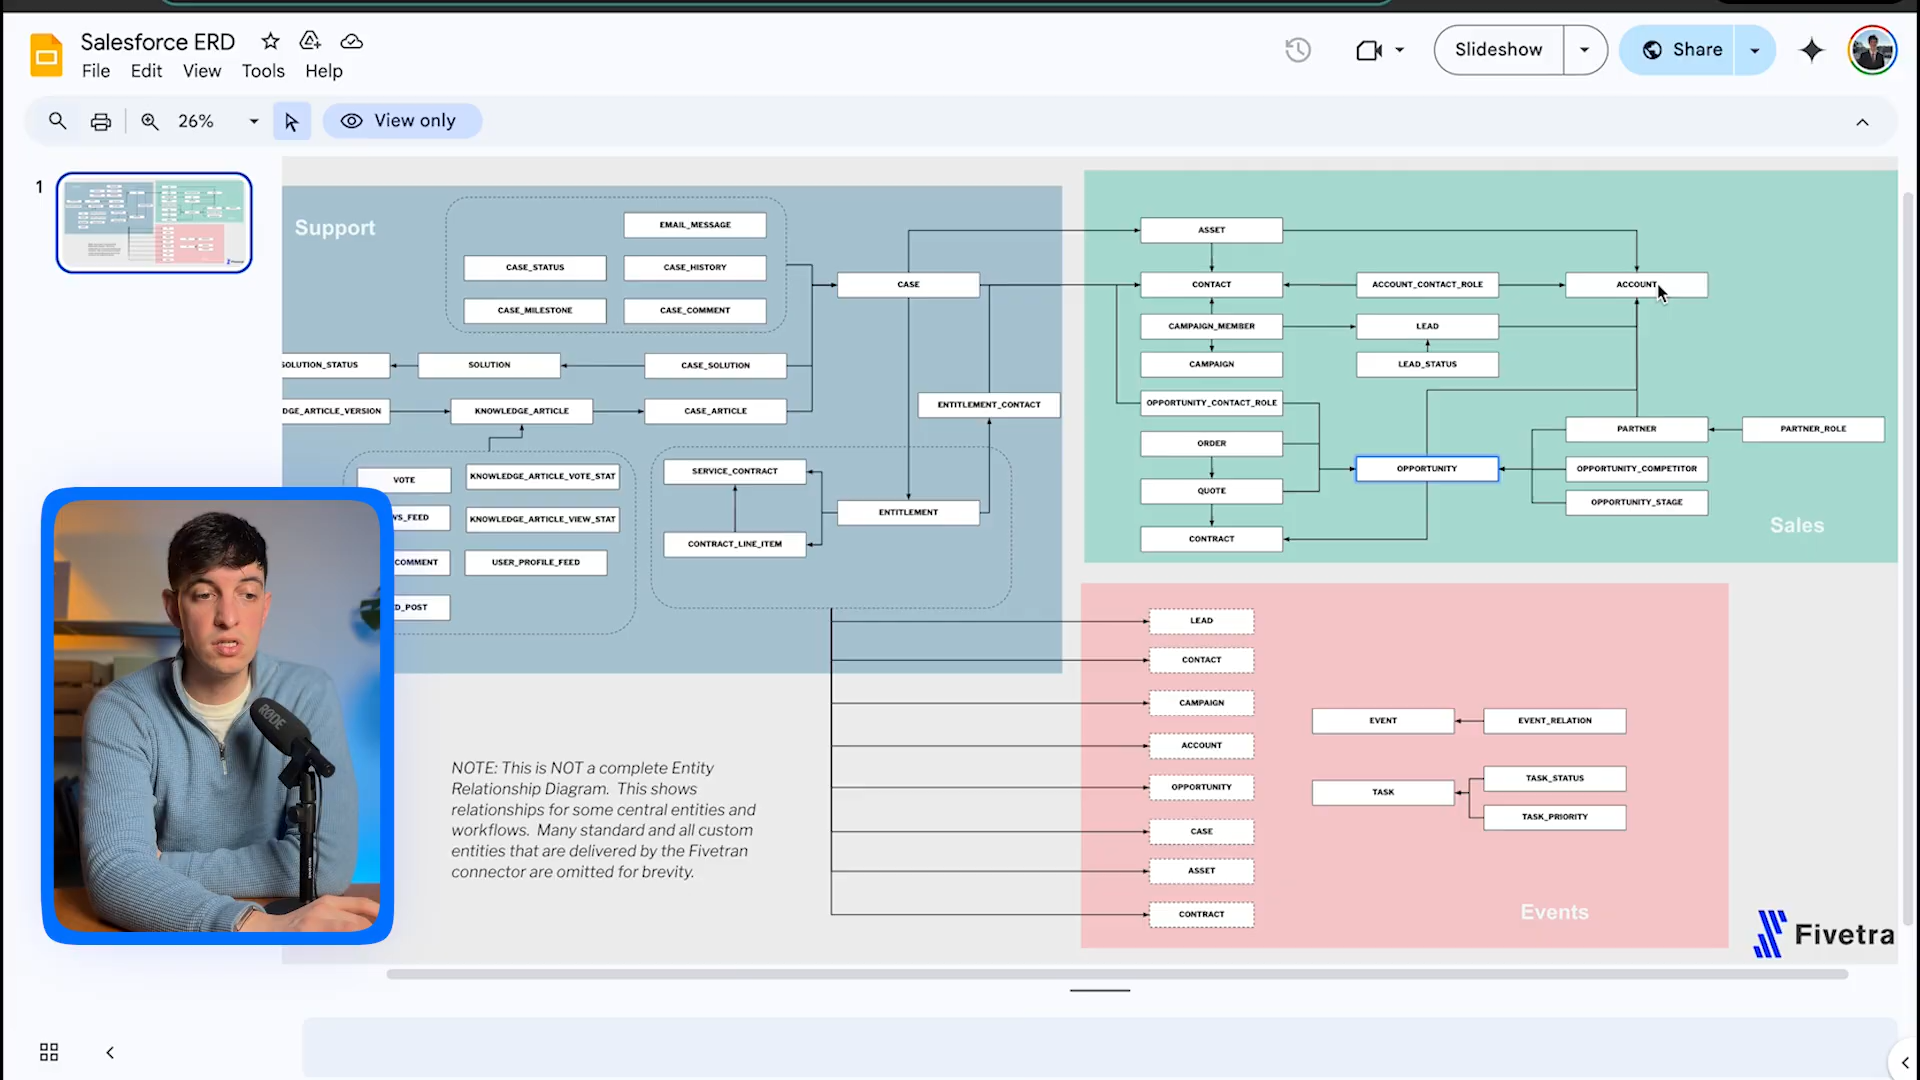 Salesforce ERD
File Edit View Tools Help
Slideshow
Share
26%
View only
1
Support
EMAIL_MESSAGE
CASE_STATUS
CASE_HISTORY
CASE_MILESTONE
CASE_COMMENT
CASE
SOLUTION_STATUS
SOLUTION
CASE_SOLUTION
DGE_ARTICLE_VERSION
KNOWLEDGE_ARTICLE
CASE_ARTICLE
ENTITLEMENT_CONTACT
VOTE
KNOWLEDGE_ARTICLE_VOTE_STAT
WS_FEED
KNOWLEDGE_ARTICLE_VIEW_STAT
COMMENT
USER_PROFILE_FEED
D_POST
SERVICE_CONTRACT
ENTITLEMENT
CONTRACT_LINE_ITEM
ASSET
CONTACT
ACCOUNT_CONTACT_ROLE
ACCOUNT
CAMPAIGN_MEMBER
LEAD
CAMPAIGN
LEAD_STATUS
OPPORTUNITY_CONTACT_ROLE
PARTNER
PARTNER_ROLE
ORDER
OPPORTUNITY
OPPORTUNITY_COMPETITOR
QUOTE
OPPORTUNITY_STAGE
CONTRACT
Sales
LEAD
CONTACT
CAMPAIGN
ACCOUNT
OPPORTUNITY
CASE
ASSET
CONTRACT
EVENT
EVENT_RELATION
TASK
TASK_STATUS
TASK_PRIORITY
Events
NOTE: This is NOT a complete Entity
Relationship Diagram. This shows
relationships for some central entities and
workflows. Many standard and all custom
entities that are delivered by the Fivetran
connector are omitted for brevity.
Fivetra
RØDE